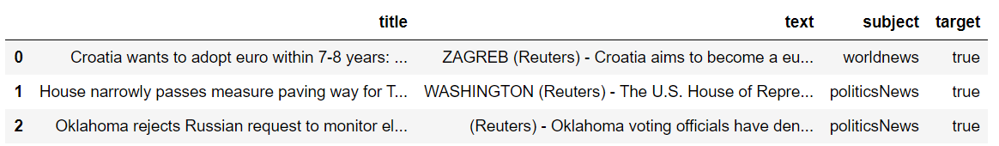 title text subject target
0 Croatia wants to adopt euro within 7-8 years: ... ZAGREB (Reuters) - Croatia aims to become a eu... worldnews true
1 House narrowly passes measure paving way for T... WASHINGTON (Reuters) - The U.S. House of Repre... politicsNews true
2 Oklahoma rejects Russian request to monitor el... (Reuters) - Oklahoma voting officials have den... politicsNews true